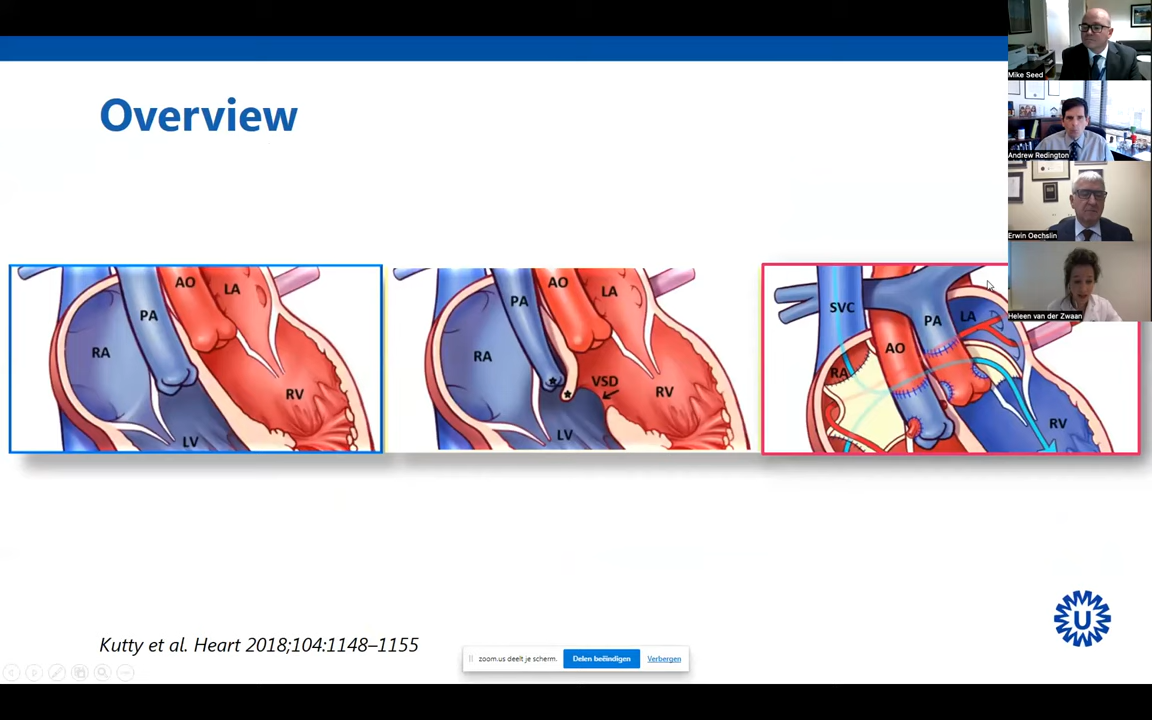 Overview
Mike Seed
Andrew Redington
Erwin Oechslin
Heleen van der Zwaan
RA
PA
AO
LA
RV
LV
RA
PA
AO
LA
VSD
RV
LV
SVC
RA
AO
PA
LA
RV
Kutty et al. Heart 2018;104:1148–1155
U
zoom.us deelt je scherm.
Delen beëindigen
Verbergen